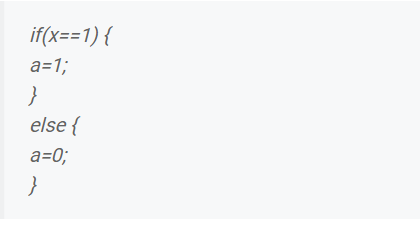 if(x==1) {
a=1;
}
else {
a=0;
}